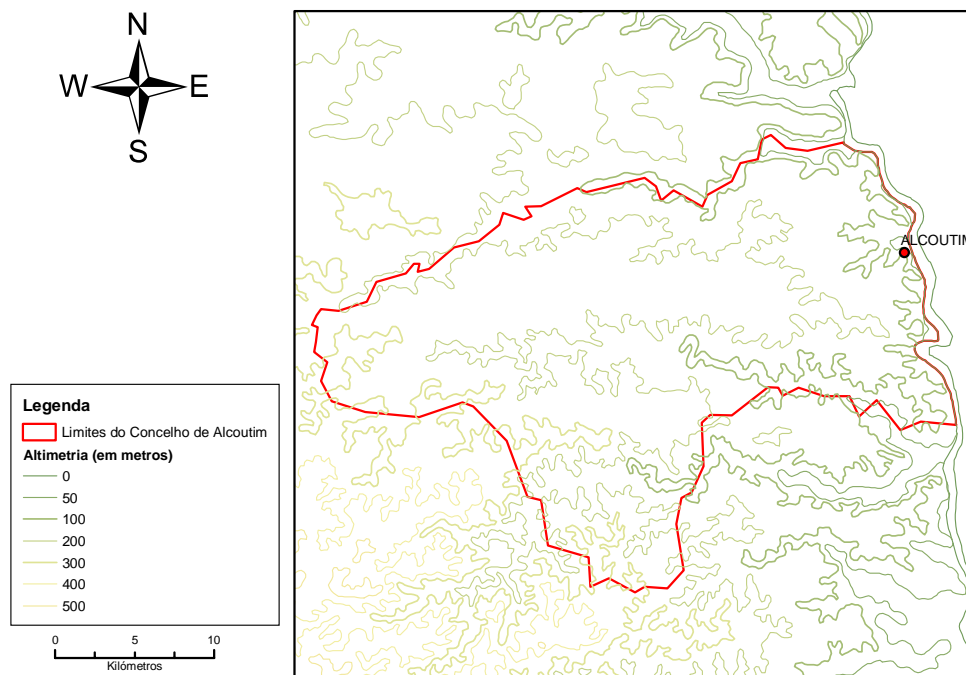 N
W E
S
ALCOUTIM
Legenda
Limites do Concelho de Alcoutim
Altimetria (em metros)
0
50
100
200
300
400
500
0 5 10
Kilómetros